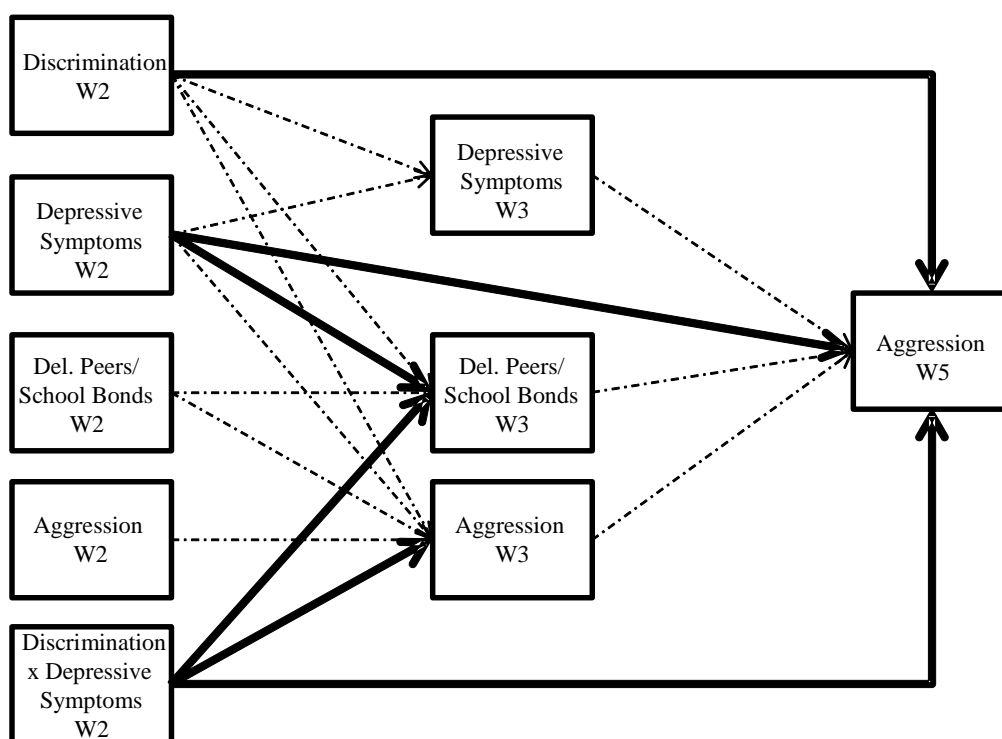 Discrimination
W2
Depressive
Symptoms
W2
Del. Peers/
School Bonds
W2
Aggression
W2
Discrimination
x Depressive
Symptoms
W2
Depressive
Symptoms
W3
Del. Peers/
School Bonds
W3
Aggression
W3
Aggression
W5